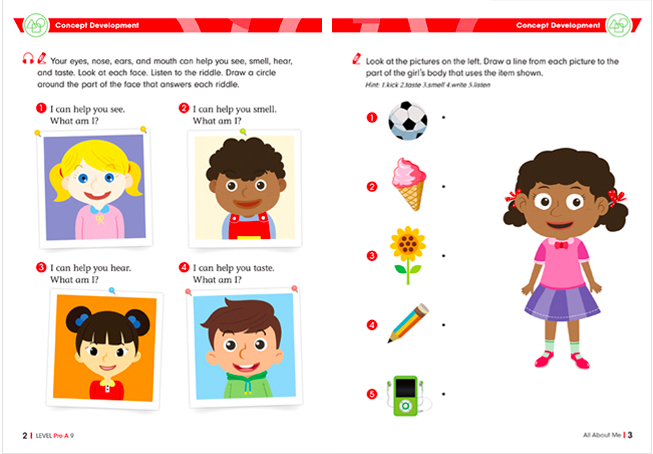 Concept Development
Your eyes, nose, ears, and mouth can help you see, smell, hear,
and taste. Look at each face. Listen to the riddle. Draw a circle
around the part of the face that answers each riddle.
1 I can help you see.
What am I?
2 I can help you smell.
What am I?
3 I can help you hear.
What am I?
4 I can help you taste.
What am I?
2 LEVEL Pre A 9
Concept Development
Look at the pictures on the left. Draw a line from each picture to the
part of the girl's body that uses the item shown.
Hint: 1.kick 2.taste 3.smell 4.write 5.listen
1
2
3
4
5
All About Me 3